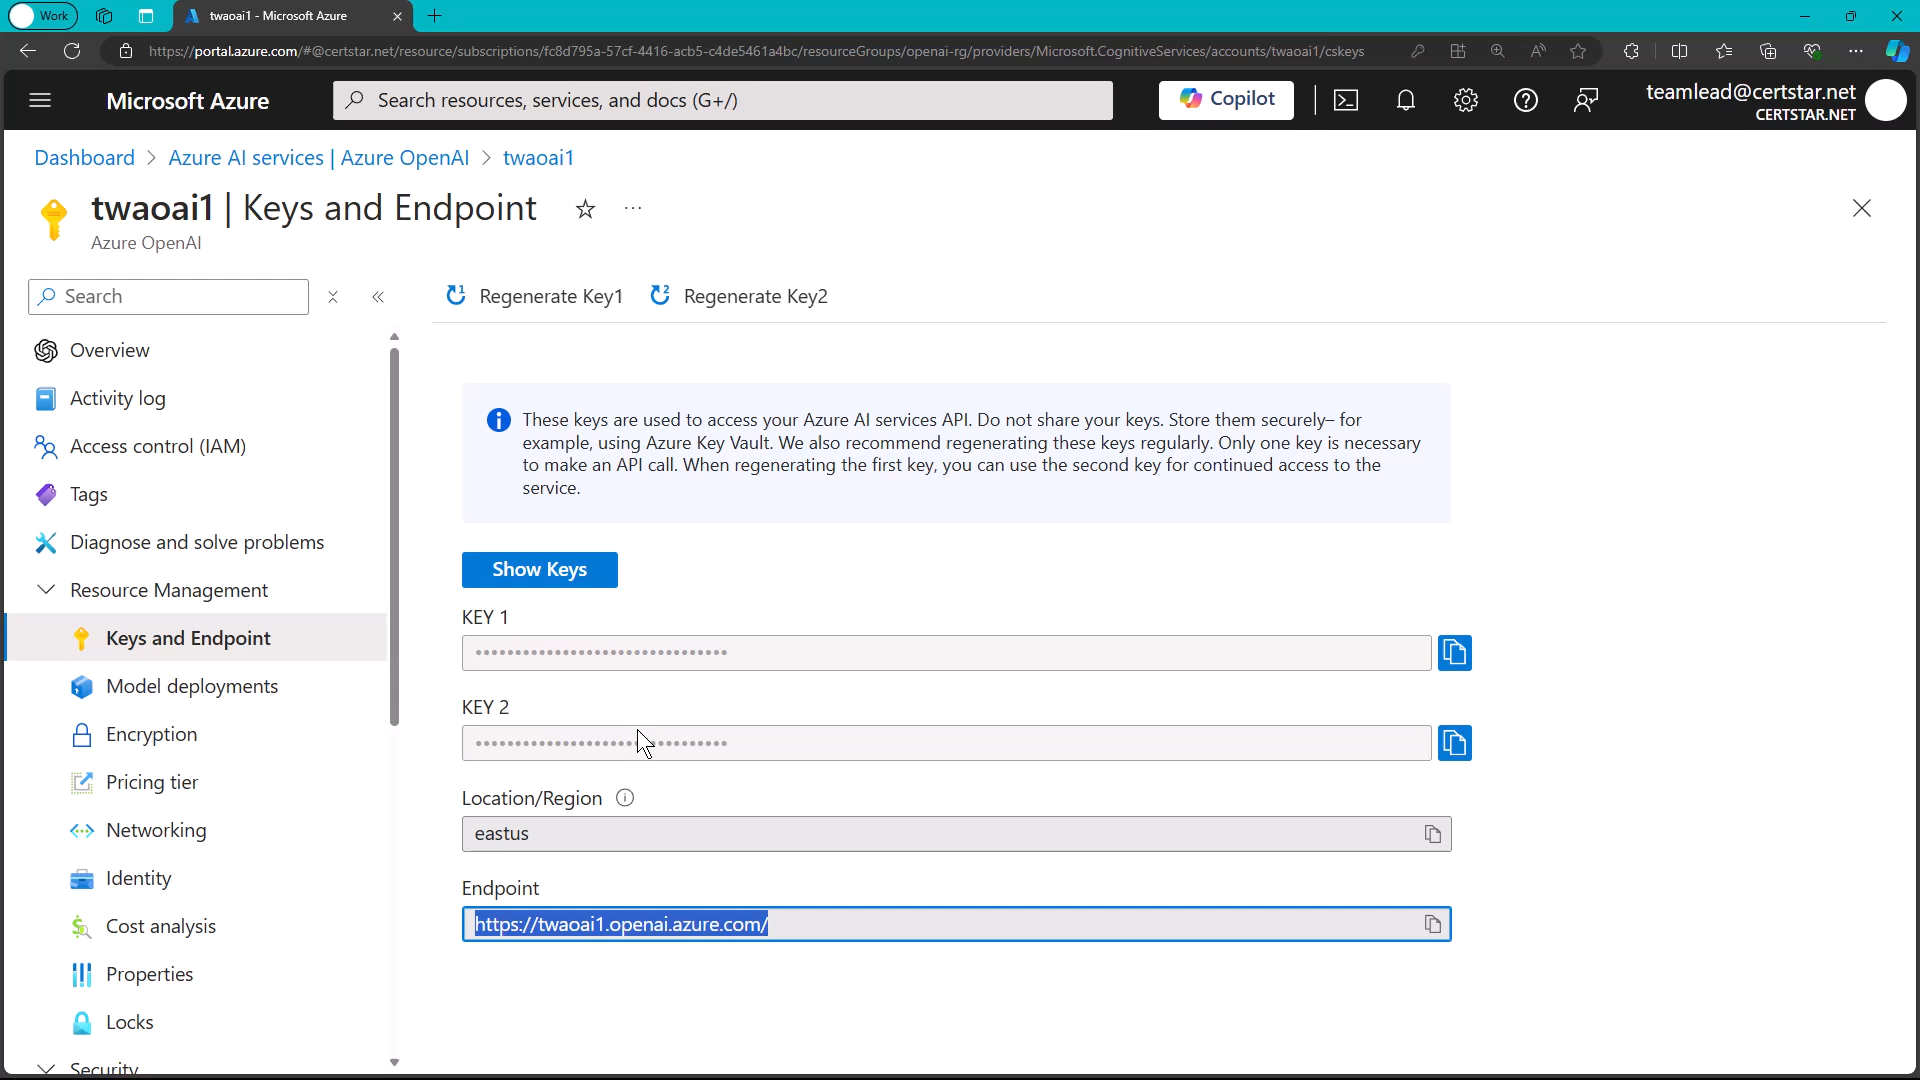 Work
twaoai1 - Microsoft Azure
https://portal.azure.com/#@certstar.net/resource/subscriptions/fc8d795a-57cf-4416-acb5-c4de5461a4bc/resourceGroups/openai-rg/providers/Microsoft.CognitiveServices/accounts/twaoai1/cskeys
Microsoft Azure
Search resources, services, and docs (G+/)
Copilot
teamlead@certstar.net
CERTSTAR.NET
Dashboard > Azure AI services | Azure OpenAI > twaoai1
twaoai1 | Keys and Endpoint
Azure OpenAI
Search
Overview
Activity log
Access control (IAM)
Tags
Diagnose and solve problems
Resource Management
Keys and Endpoint
Model deployments
Encryption
Pricing tier
Networking
Identity
Cost analysis
Properties
Locks
Security
Regenerate Key1
Regenerate Key2
These keys are used to access your Azure AI services API. Do not share your keys. Store them securely– for
example, using Azure Key Vault. We also recommend regenerating these keys regularly. Only one key is necessary
to make an API call. When regenerating the first key, you can use the second key for continued access to the
service.
Show Keys
KEY 1
KEY 2
Location/Region
eastus
Endpoint
https://twaoai1.openai.azure.com/